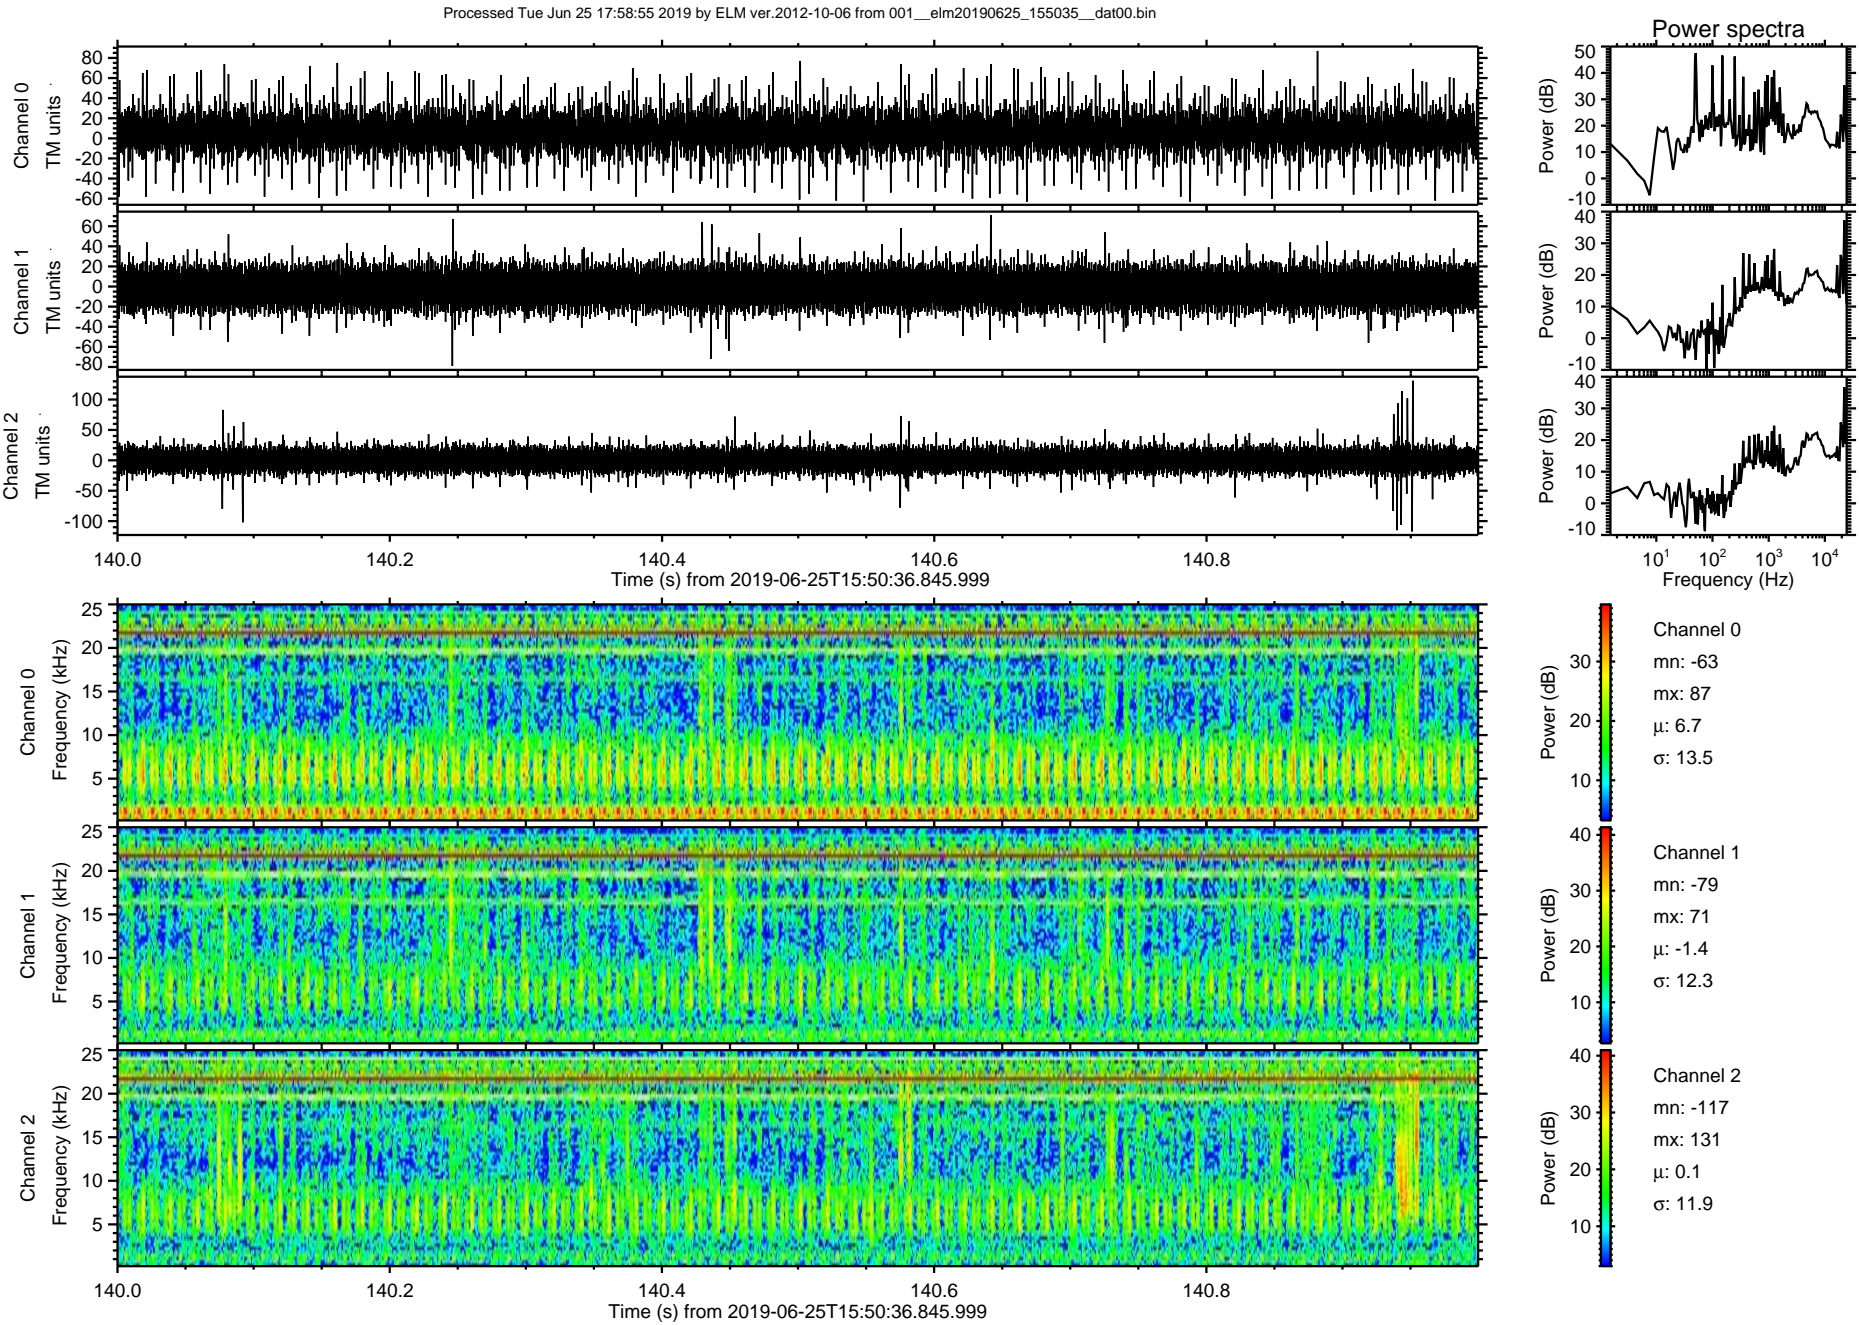 Processed Tue Jun 25 17:58:55 2019 by ELM ver.2012-10-06 from 001__elm20190625_155035__dat00.bin
Power spectra
Channel 0
TM units
80
60
40
20
0
-20
-40
-60
Power (dB)
50
40
30
20
10
0
-10
Channel 1
TM units
60
40
20
0
-20
-40
-60
-80
Power (dB)
40
30
20
10
0
-10
Channel 2
TM units
100
50
0
-50
-100
Power (dB)
40
30
20
10
0
-10
140.0 140.2 140.4 140.6 140.8
Time (s) from 2019-06-25T15:50:36.845.999
10¹ 10² 10³ 10⁴
Frequency (Hz)
Channel 0
Frequency (kHz)
25
20
15
10
5
Power (dB)
30
20
10
Channel 0
mn: -63
mx: 87
μ: 6.7
σ: 13.5
Channel 1
Frequency (kHz)
25
20
15
10
5
Power (dB)
40
30
20
10
Channel 1
mn: -79
mx: 71
μ: -1.4
σ: 12.3
Channel 2
Frequency (kHz)
25
20
15
10
5
Power (dB)
40
30
20
10
Channel 2
mn: -117
mx: 131
μ: 0.1
σ: 11.9
140.0 140.2 140.4 140.6 140.8
Time (s) from 2019-06-25T15:50:36.845.999